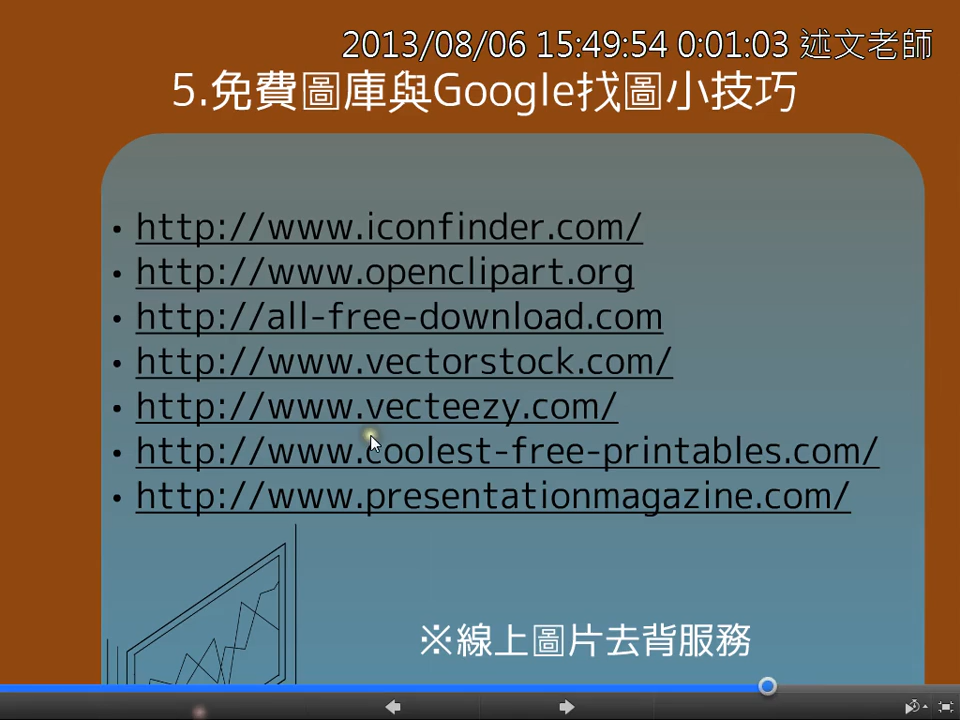 2013/08/06 15:49:54 0:01:03 述文老師
5.免費圖庫與Google找圖小技巧
• http://www.iconfinder.com/
• http://www.openclipart.org
• http://all-free-download.com
• http://www.vectorstock.com/
• http://www.vecteezy.com/
• http://www.coolest-free-printables.com/
• http://www.presentationmagazine.com/
※線上圖片去背服務